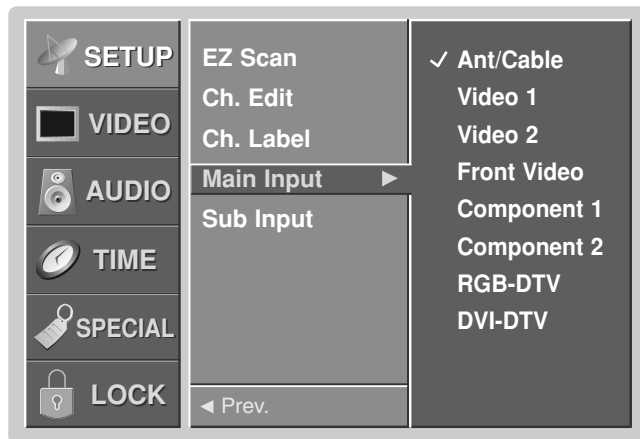 SETUP
VIDEO
AUDIO
TIME
SPECIAL
LOCK
EZ Scan
Ch. Edit
Ch. Label
Main Input ►
Sub Input
◄ Prev.
✓ Ant/Cable
Video 1
Video 2
Front Video
Component 1
Component 2
RGB-DTV
DVI-DTV